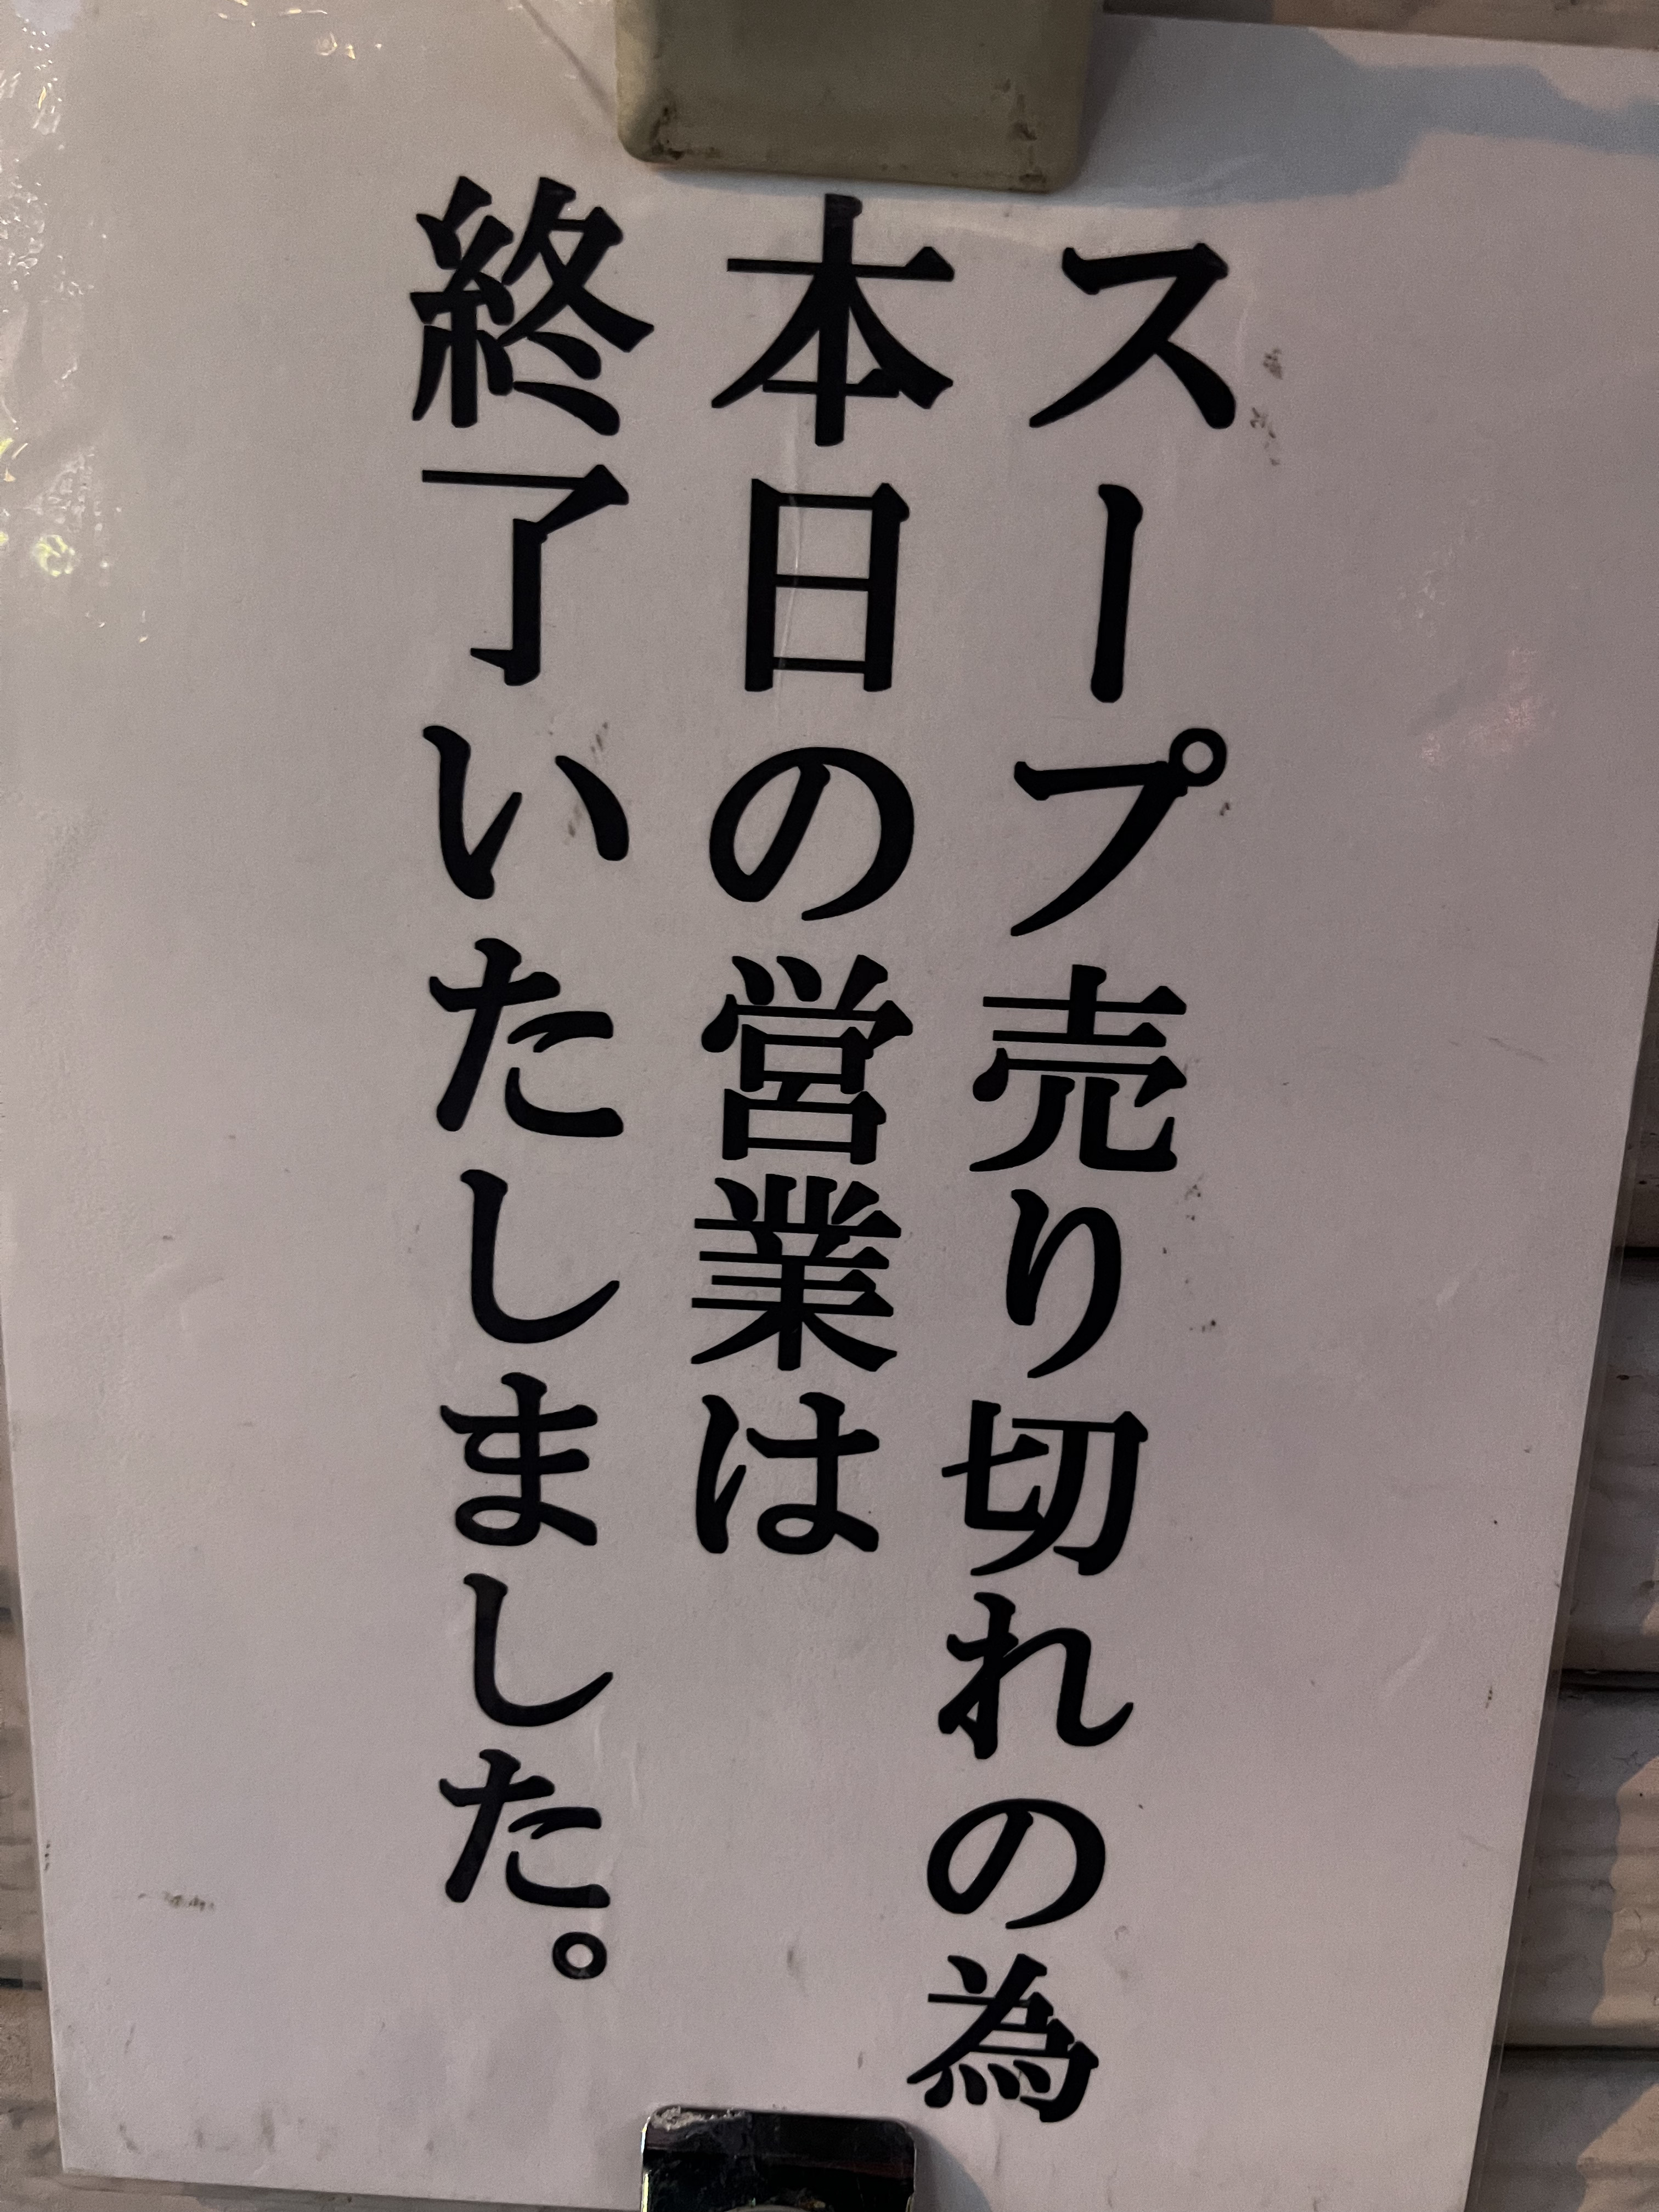 スープ売り切れの為
本日の営業は
終了いたしました。